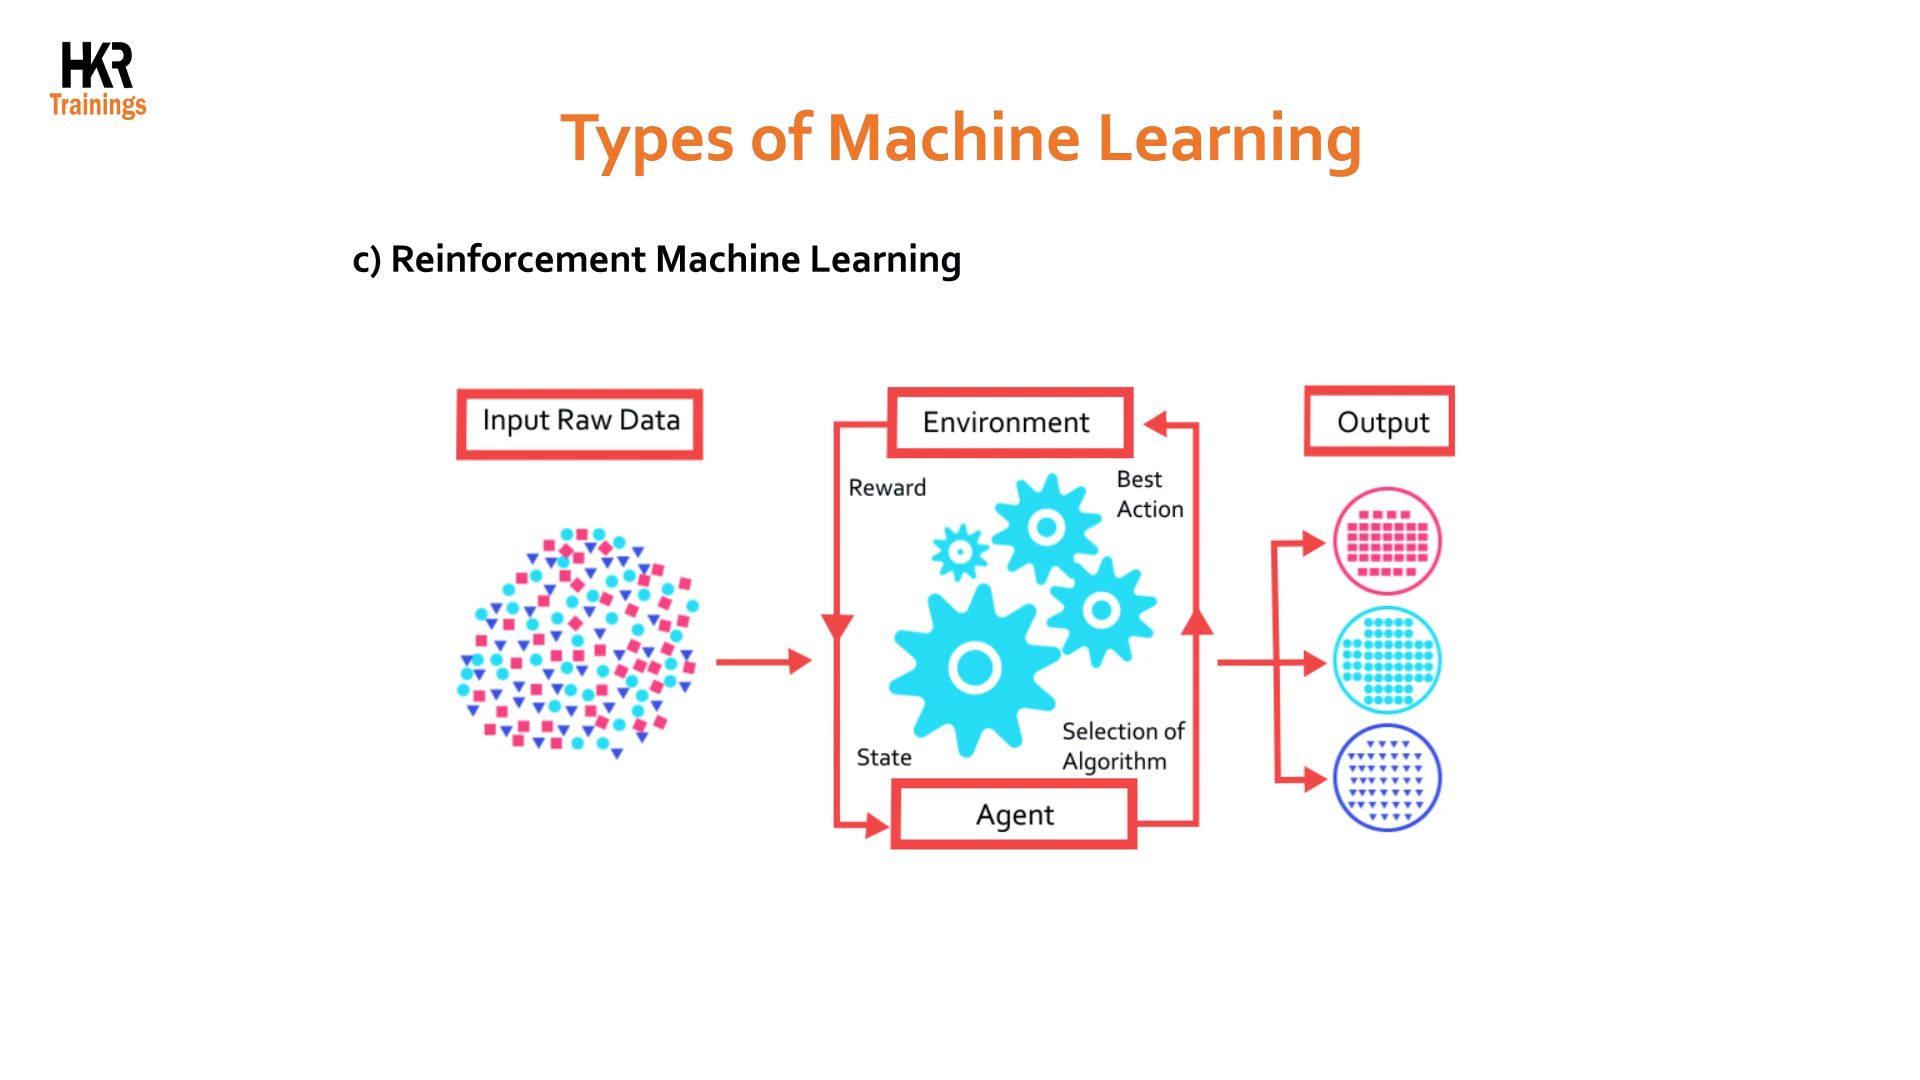 HKR
Trainings
Types of Machine Learning
c) Reinforcement Machine Learning
Input Raw Data
Environment
Output
Reward
Best
Action
State
Selection of
Algorithm
Agent